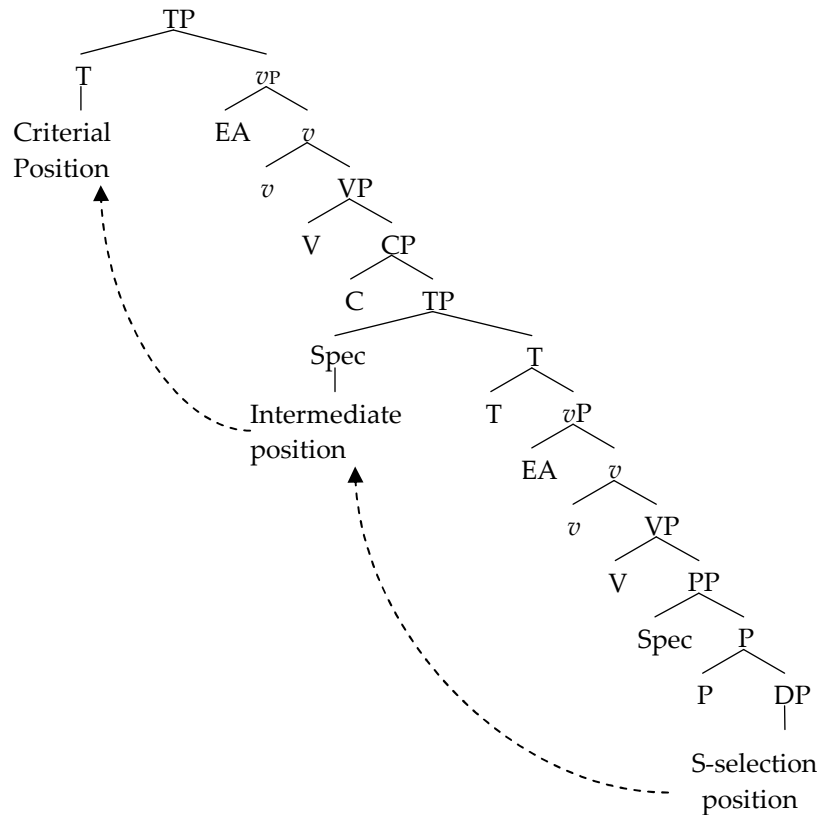 TP
T vP
Criterial
Position
EA v
v VP
V CP
C TP
Spec T
Intermediate
position
T vP
EA v
v VP
V PP
Spec P
P DP
S-selection
position